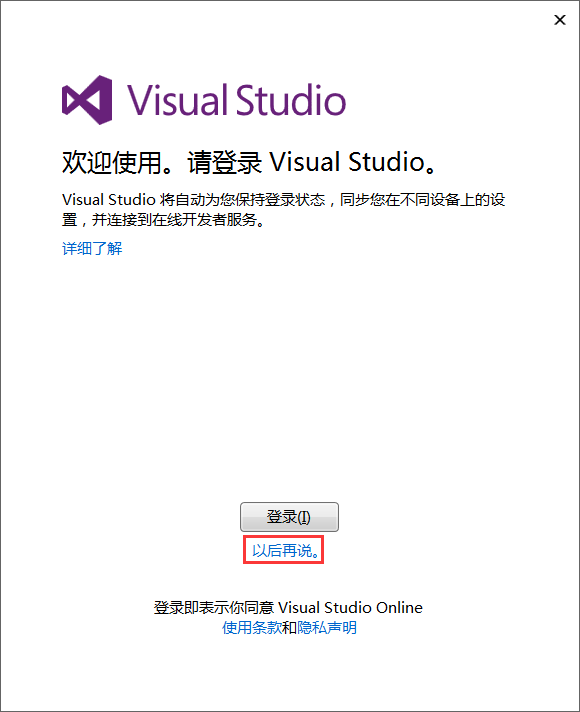 Visual Studio
欢迎使用。请登录 Visual Studio。
Visual Studio 将自动为您保持登录状态，同步您在不同设备上的设
置，并连接到在线开发者服务。
详细了解
登录(I)
以后再说。
登录即表示你同意 Visual Studio Online
使用条款和隐私声明